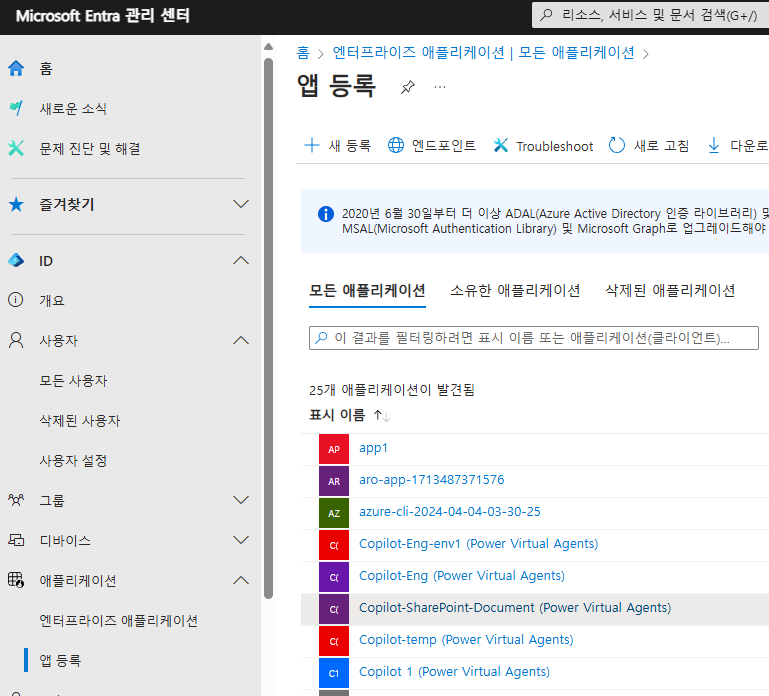 Microsoft Entra 관리 센터
리소스, 서비스 및 문서 검색(G+/)
홈
새로운 소식
문제 진단 및 해결
즐겨찾기
ID
개요
사용자
모든 사용자
삭제된 사용자
사용자 설정
그룹
디바이스
애플리케이션
엔터프라이즈 애플리케이션
앱 등록
홈 > 엔터프라이즈 애플리케이션 | 모든 애플리케이션 >
앱 등록
새 등록 엔드포인트 Troubleshoot 새로 고침 다운로
2020년 6월 30일부터 더 이상 ADAL(Azure Active Directory 인증 라이브러리) 및
MSAL(Microsoft Authentication Library) 및 Microsoft Graph로 업그레이드해야
모든 애플리케이션 소유한 애플리케이션 삭제된 애플리케이션
이 결과를 필터링하려면 표시 이름 또는 애플리케이션(클라이언트)...
25개 애플리케이션이 발견됨
표시 이름
AP app1
AR aro-app-1713487371576
AZ azure-cli-2024-04-04-03-30-25
C( Copilot-Eng-env1 (Power Virtual Agents)
C( Copilot-Eng (Power Virtual Agents)
C( Copilot-SharePoint-Document (Power Virtual Agents)
C( Copilot-temp (Power Virtual Agents)
C1 Copilot 1 (Power Virtual Agents)